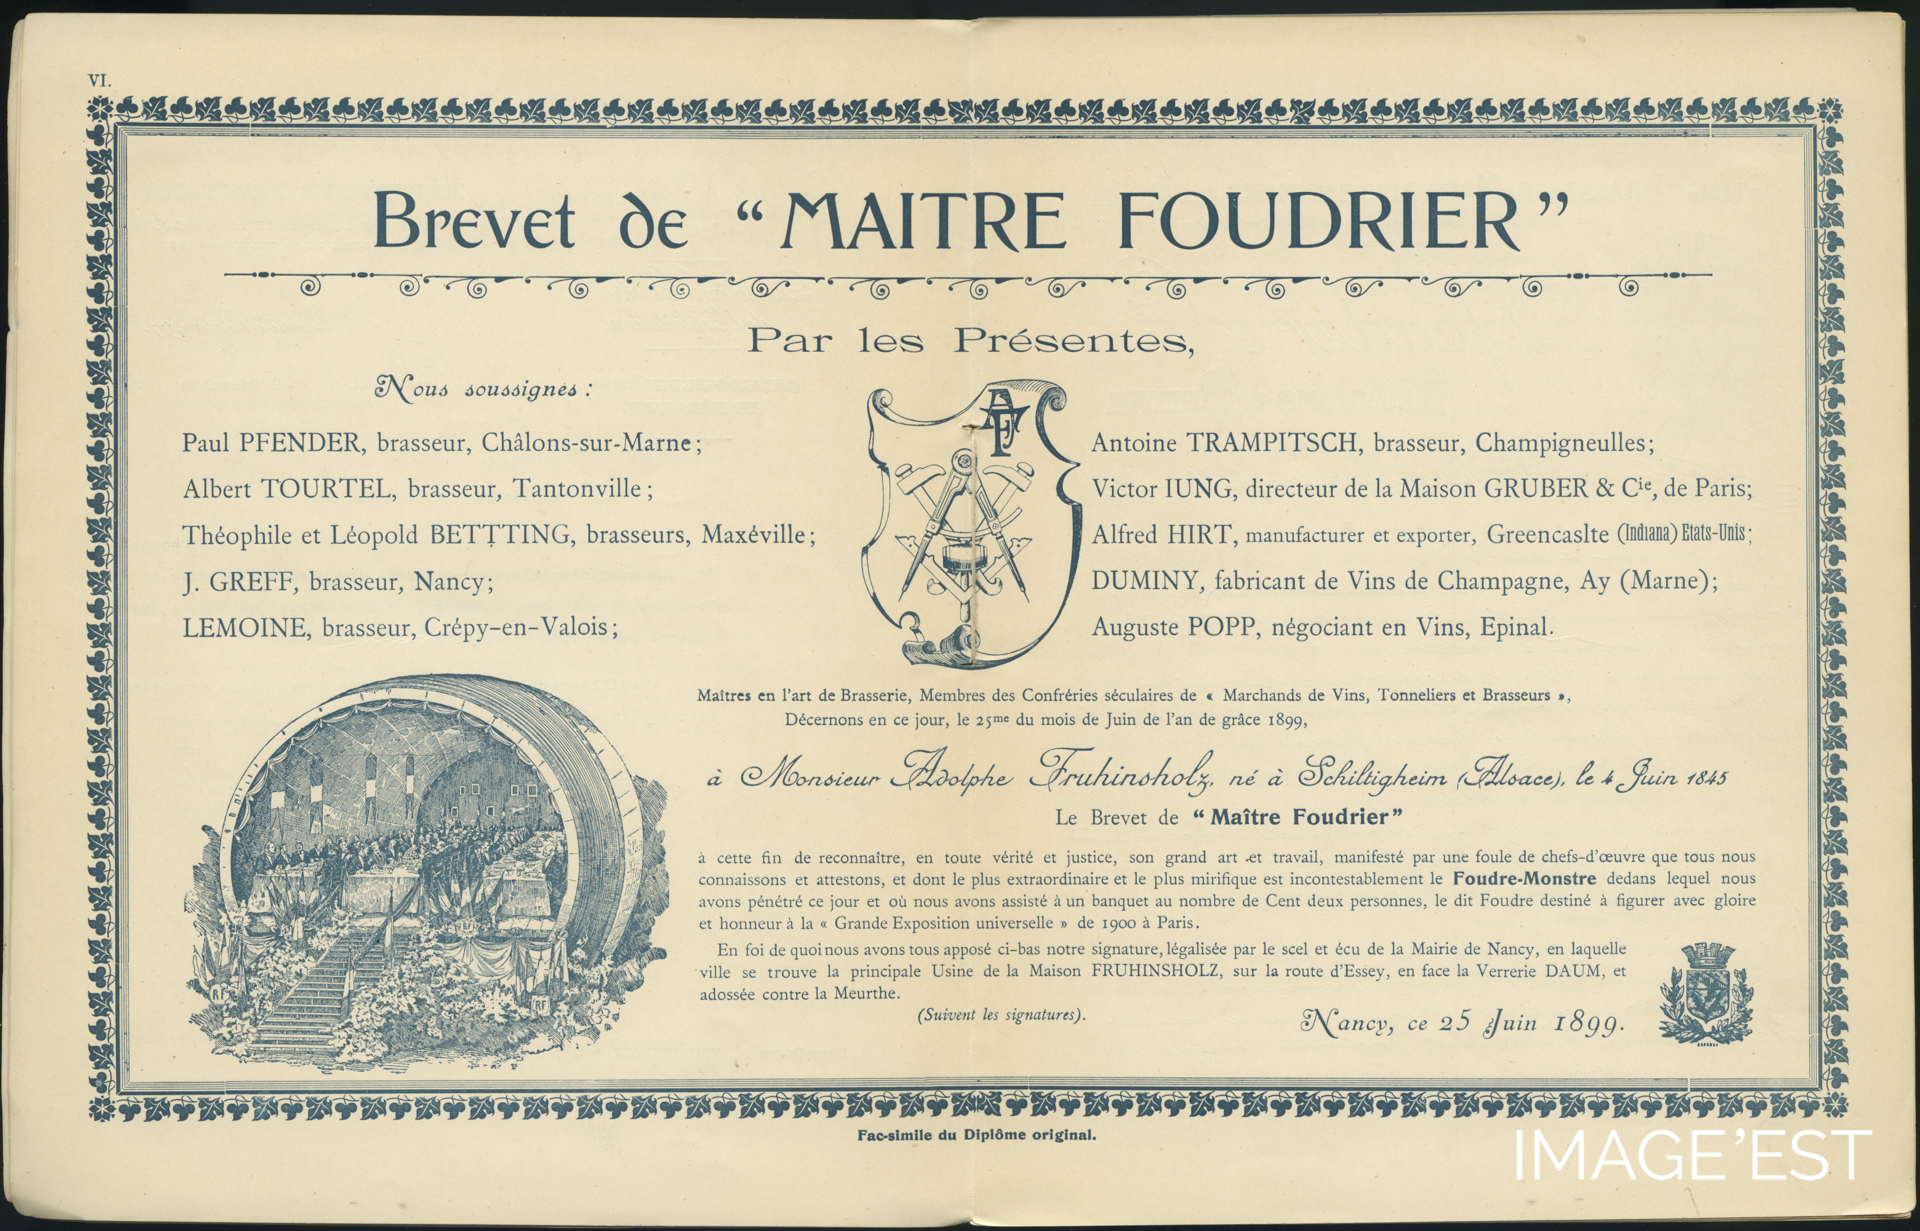 VI.
Brevet de “MAITRE FOUDRIER”
Par les Présentes,
Nous soussignés :
Paul PFENDER, brasseur, Châlons-sur-Marne;
Albert TOURTEL, brasseur, Tantonville;
Théophile et Léopold BETTTING, brasseurs, Maxéville;
J. GREFF, brasseur, Nancy;
LEMOINE, brasseur, Crépy-en-Valois;
AF
Antoine TRAMPITSCH, brasseur, Champigneulles;
Victor IUNG, directeur de la Maison GRUBER & Cie, de Paris;
Alfred HIRT, manufacturer et exporter, Greencaslte (Indiana) Etats-Unis;
DUMINY, fabricant de Vins de Champagne, Ay (Marne);
Auguste POPP, négociant en Vins, Epinal.
Maîtres en l'art de Brasserie, Membres des Confréries séculaires de « Marchands de Vins, Tonneliers et Brasseurs »,
Décernons en ce jour, le 25me du mois de Juin de l'an de grâce 1899,
à Monsieur Adolphe Fruhinsholz, né à Schiltigheim (Alsace), le 4 Juin 1845
Le Brevet de “Maître Foudrier”
à cette fin de reconnaître, en toute vérité et justice, son grand art et travail, manifesté par une foule de chefs-d'œuvre que tous nous
connaissons et attestons, et dont le plus extraordinaire et le plus mirifique est incontestablement le Foudre-Monstre dedans lequel nous
avons pénétré ce jour et où nous avons assisté à un banquet au nombre de Cent deux personnes, le dit Foudre destiné à figurer avec gloire
et honneur à la « Grande Exposition universelle » de 1900 à Paris.
En foi de quoi nous avons tous apposé ci-bas notre signature, légalisée par le scel et écu de la Mairie de Nancy, en laquelle
ville se trouve la principale Usine de la Maison FRUHINSHOLZ, sur la route d'Essey, en face la Verrerie DAUM, et
adossée contre la Meurthe.
(Suivent les signatures).
Nancy, ce 25 Juin 1899.
RF
RF
RF
Fac-simile du Diplôme original.
IMAGE'EST